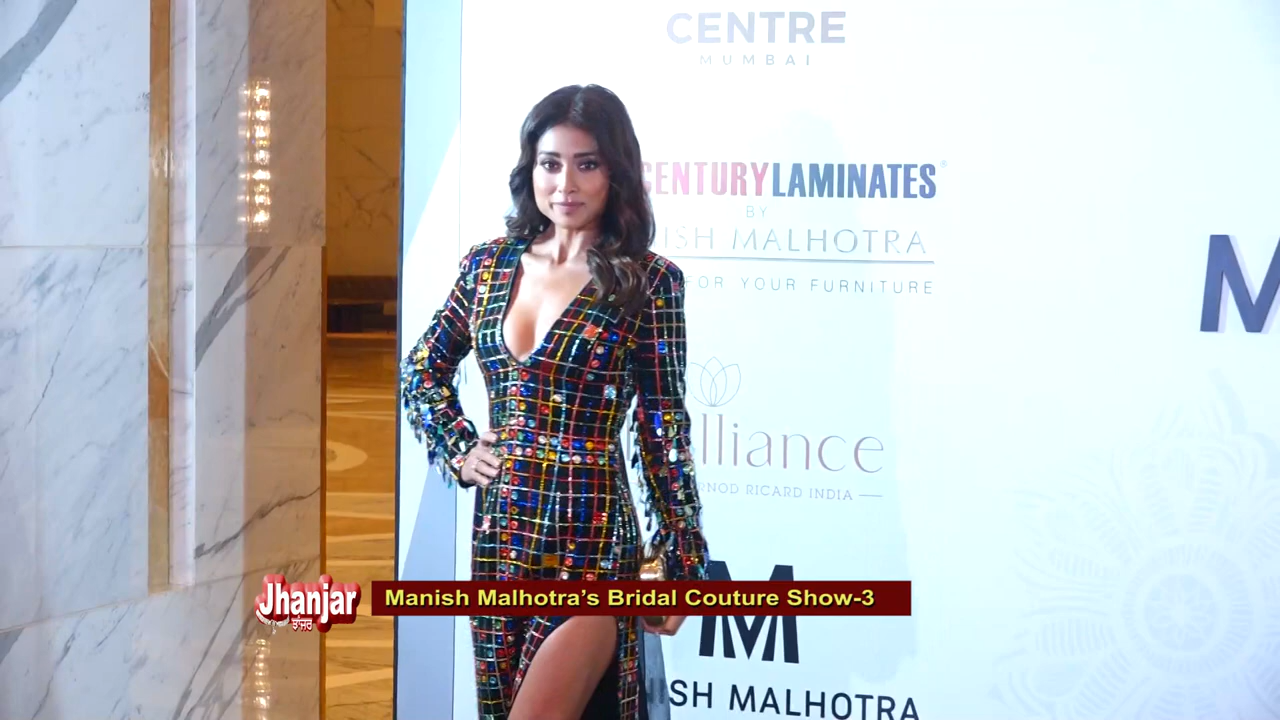 CENTRE
MUMBAI
CENTURYLAMINATES
BY
ISH MALHOTRA
FOR YOUR FURNITURE
lliance
RNOD RICARD INDIA
M
Jhanjar
ਝਾਂਜਰ
Manish Malhotra's Bridal Couture Show-3
M
ISH MALHOTRA